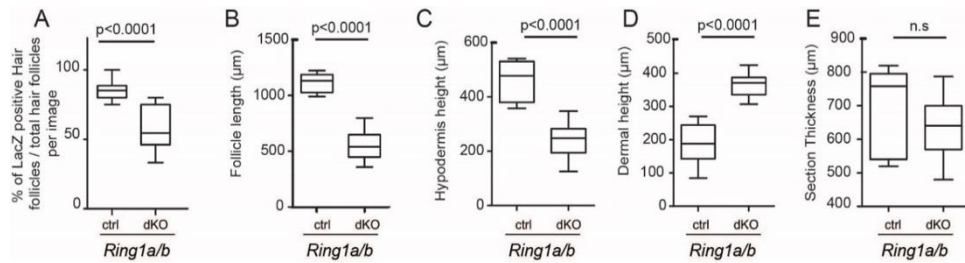 A
p<0.0001
% of LacZ positive Hair
follicles / total hair follicles
per image
100
50
0
ctrl
dKO
Ring1a/b
B
p<0.0001
Follicle length (µm)
1500
1000
500
0
ctrl
dKO
Ring1a/b
C
p<0.0001
Hypodermis height (µm)
600
400
200
0
ctrl
dKO
Ring1a/b
D
p<0.0001
Dermal height (µm)
500
400
300
200
100
0
ctrl
dKO
Ring1a/b
E
n.s
Section Thickness (µm)
900
800
700
600
500
400
ctrl
dKO
Ring1a/b